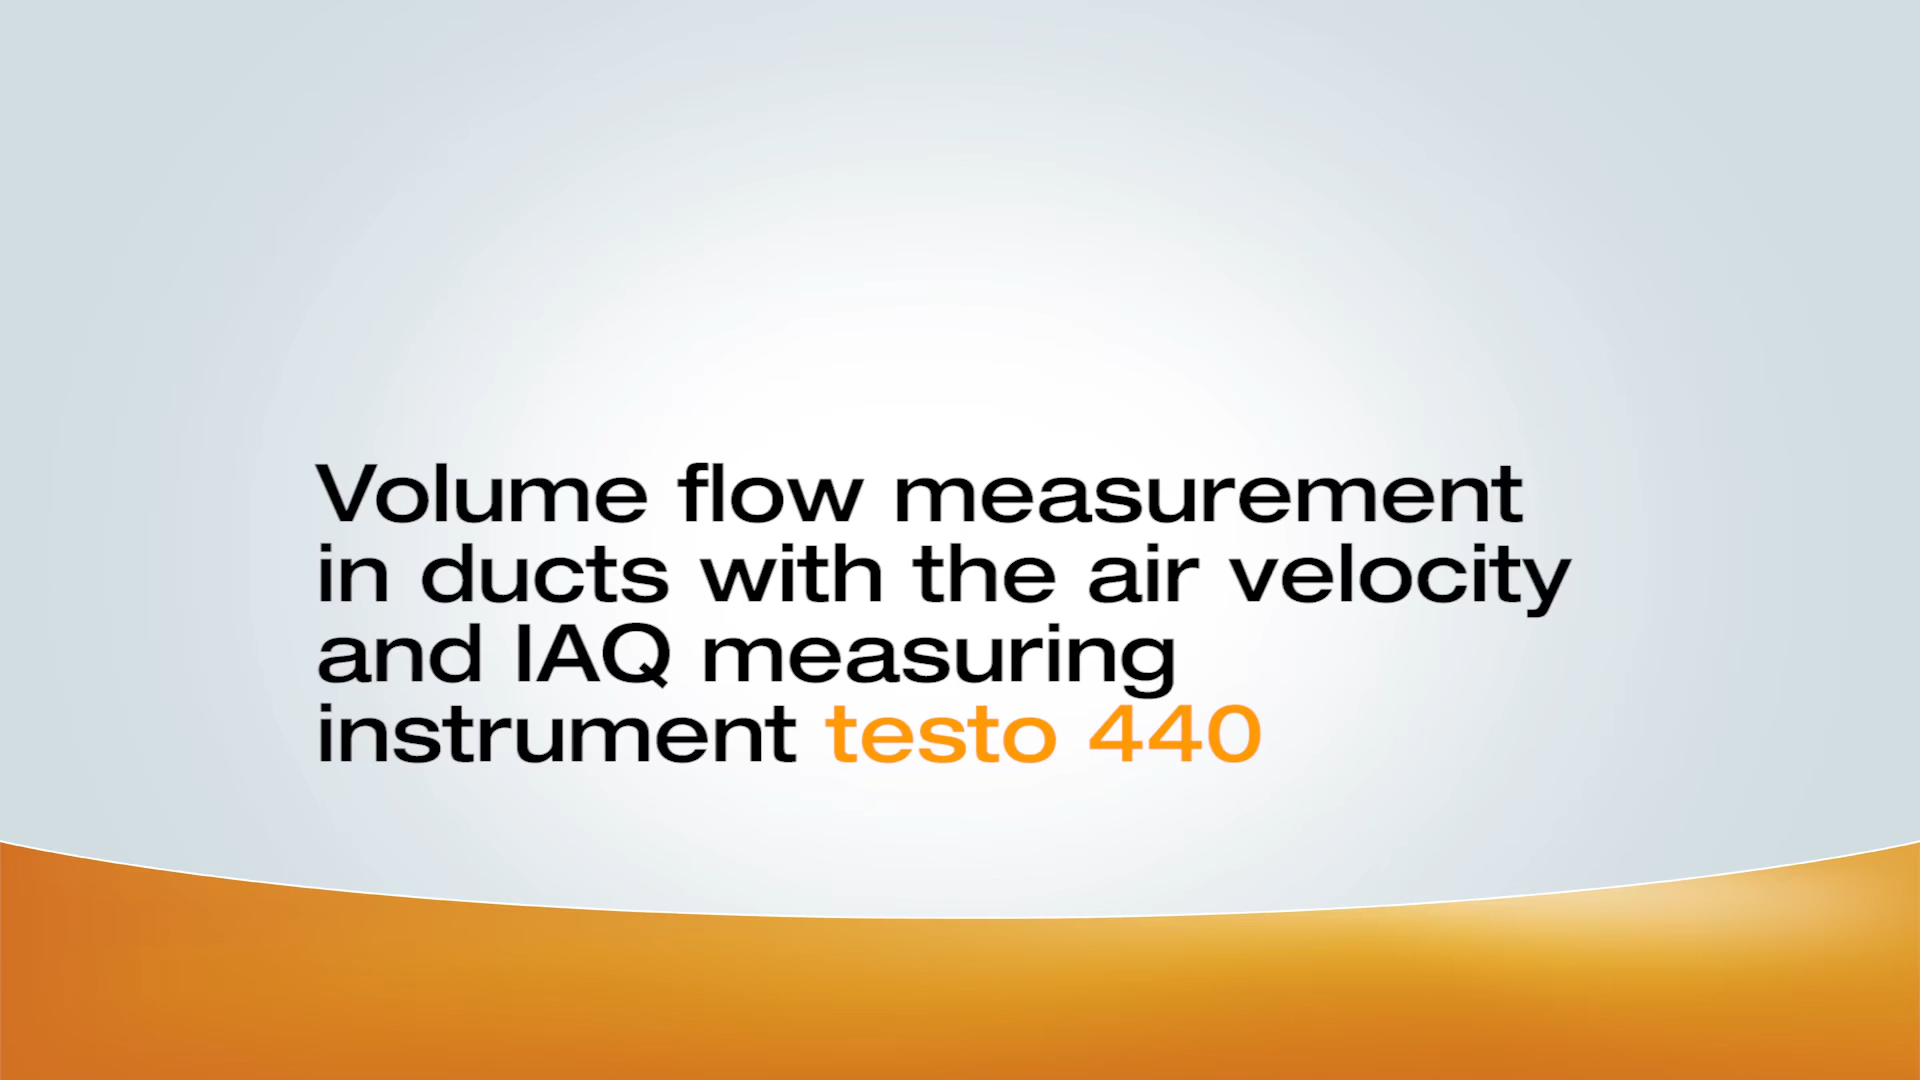 Volume flow measurement
in ducts with the air velocity
and IAQ measuring
instrument testo 440